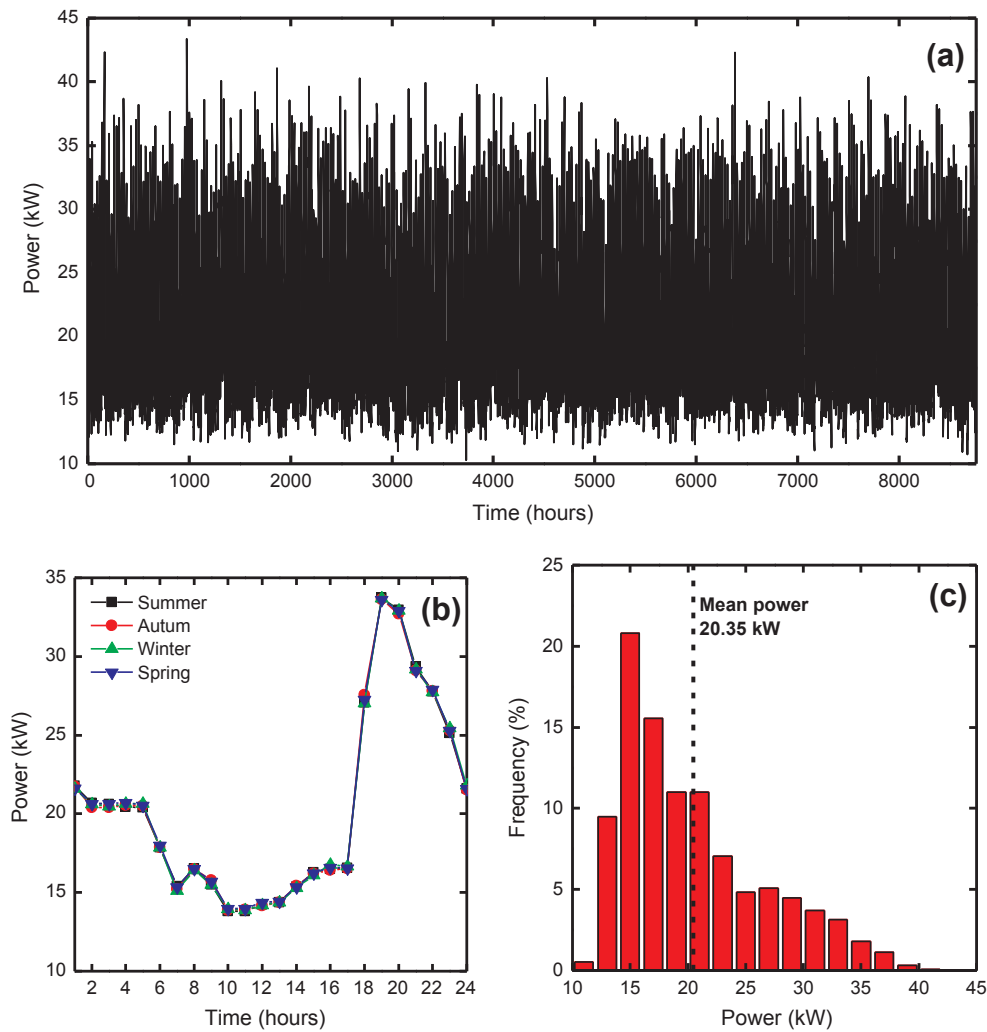 45
40
35
30
25
20
15
10
Power (kW)
(a)
0 1000 2000 3000 4000 5000 6000 7000 8000
Time (hours)
35
30
25
20
15
10
Power (kW)
Summer
Autum
Winter
Spring
(b)
2 4 6 8 10 12 14 16 18 20 22 24
Time (hours)
25
20
15
10
5
0
Frequency (%)
Mean power
20.35 kW
(c)
10 15 20 25 30 35 40 45
Power (kW)